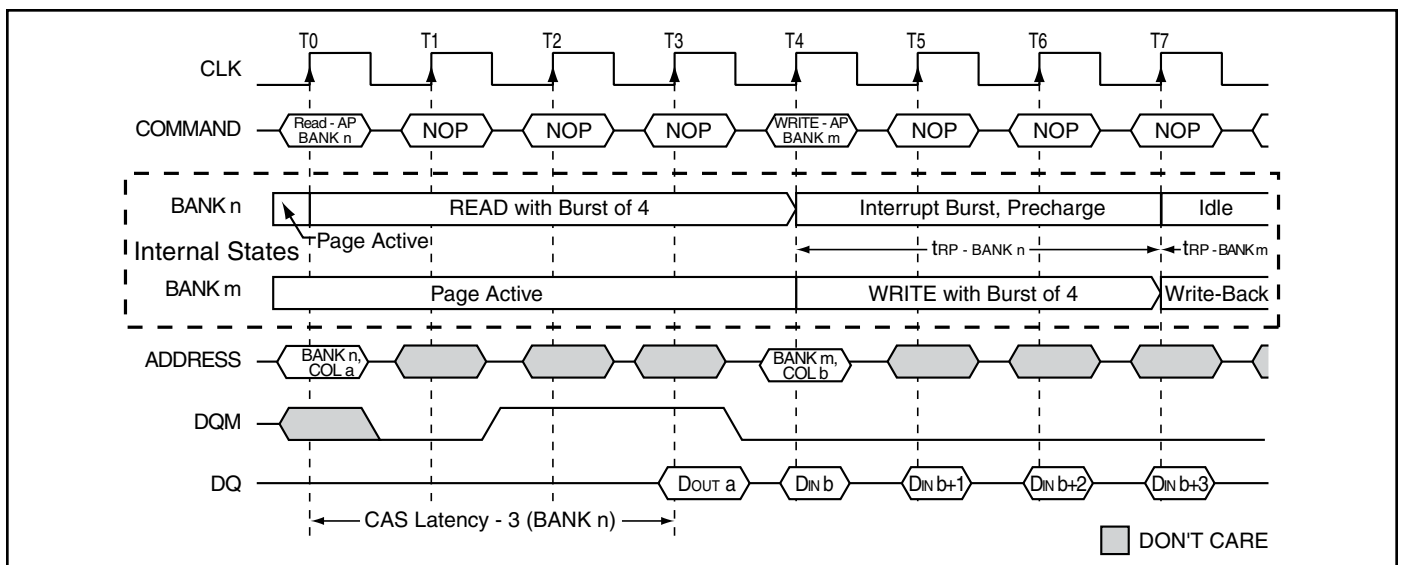 T0 T1 T2 T3 T4 T5 T6 T7
CLK
COMMAND Read - AP BANK n NOP NOP NOP WRITE - AP BANK m NOP NOP NOP
BANK n READ with Burst of 4 Interrupt Burst, Precharge Idle
Internal States Page Active tRP - BANK n tRP - BANK m
BANK m Page Active WRITE with Burst of 4 Write-Back
ADDRESS BANK n, COL a BANK m, COL b
DQM
DQ DOUT a DIN b DIN b+1 DIN b+2 DIN b+3
CAS Latency - 3 (BANK n)
DON'T CARE